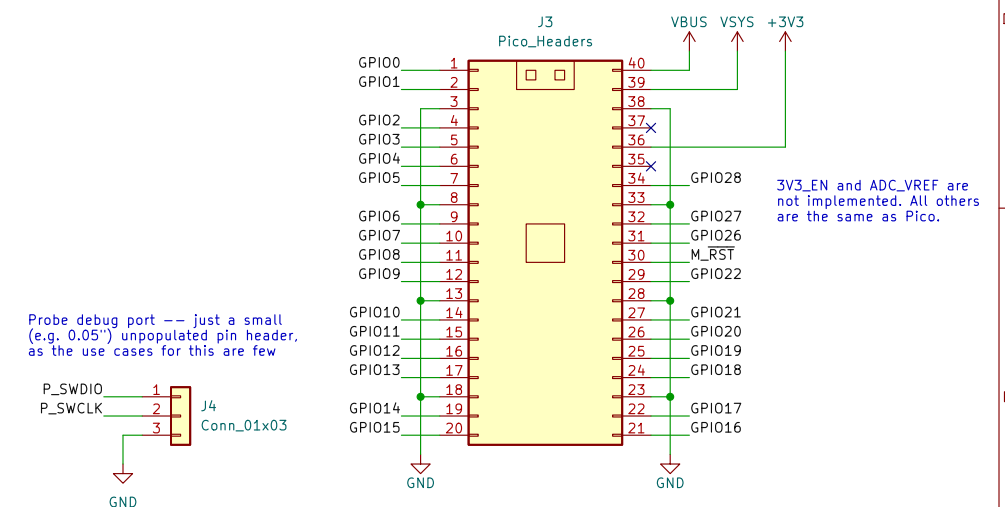 J3
Pico_Headers
VBUS VSYS +3V3
GPIO0 1 40
GPIO1 2 39
3 38
GPIO2 4 37
GPIO3 5 36
GPIO4 6 35
GPIO5 7 34 GPIO28
8 33
GPIO6 9 32 GPIO27
GPIO7 10 31 GPIO26
GPIO8 11 30 M_RST
GPIO9 12 29 GPIO22
13 28
GPIO10 14 27 GPIO21
GPIO11 15 26 GPIO20
GPIO12 16 25 GPIO19
GPIO13 17 24 GPIO18
18 23
GPIO14 19 22 GPIO17
GPIO15 20 21 GPIO16
GND GND
3V3_EN and ADC_VREF are
not implemented. All others
are the same as Pico.
Probe debug port -- just a small
(e.g. 0.05") unpopulated pin header,
as the use cases for this are few
P_SWDIO 1
P_SWCLK 2
3
J4
Conn_01x03
GND